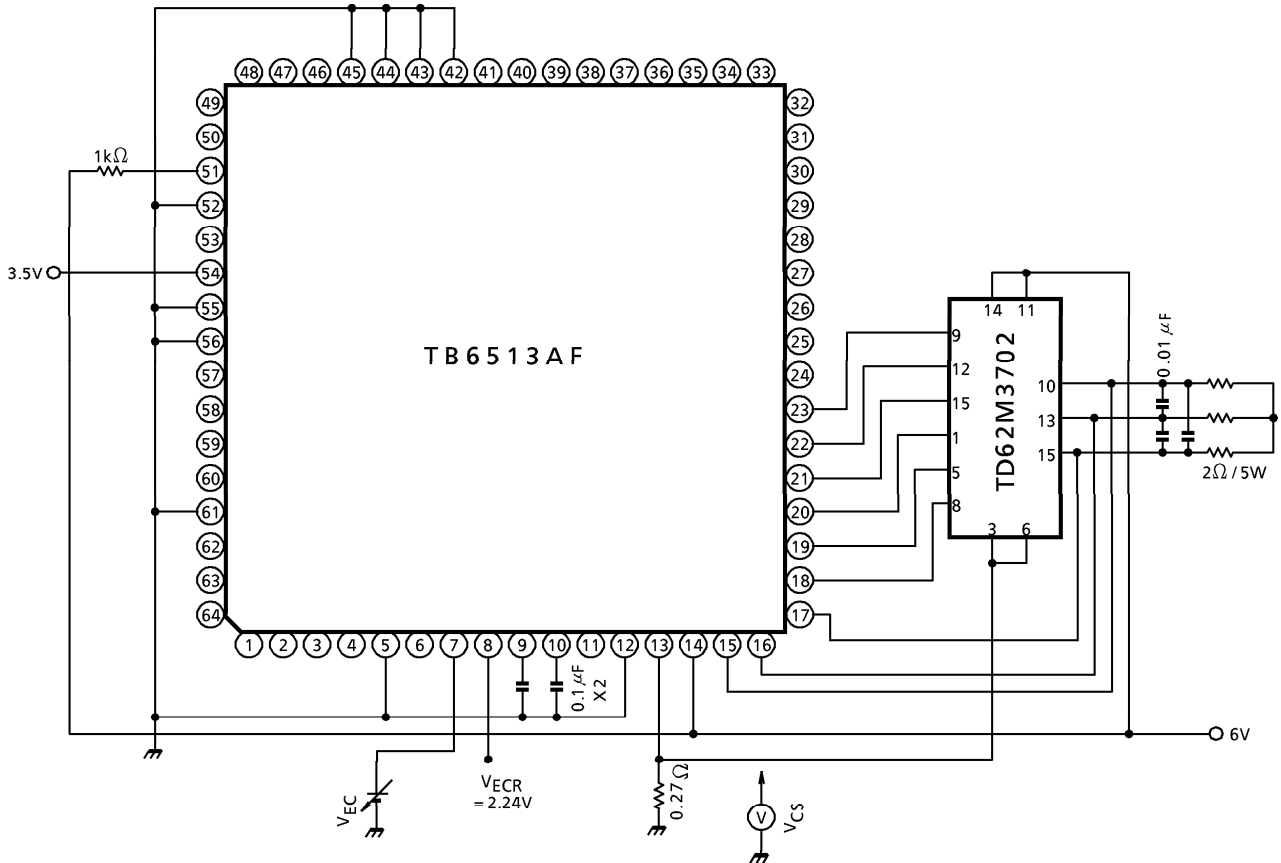 48 47 46 45 44 43 42 41 40 39 38 37 36 35 34 33
49
50
51
52
53
54
55
56
57
58
59
60
61
62
63
64
1kΩ
3.5V
TB6513AF
32
31
30
29
28
27
26
25
24
23
22
21
20
19
18
17
1 2 3 4 5 6 7 8 9 10 11 12 13 14 15 16
14 11
9
12
15
1
5
8
TD62M3702
10
13
15
3 6
0.01 μF
2Ω / 5W
0.1 μF
X2
6V
VEC
VECR
= 2.24V
0.27 Ω
V
VCS